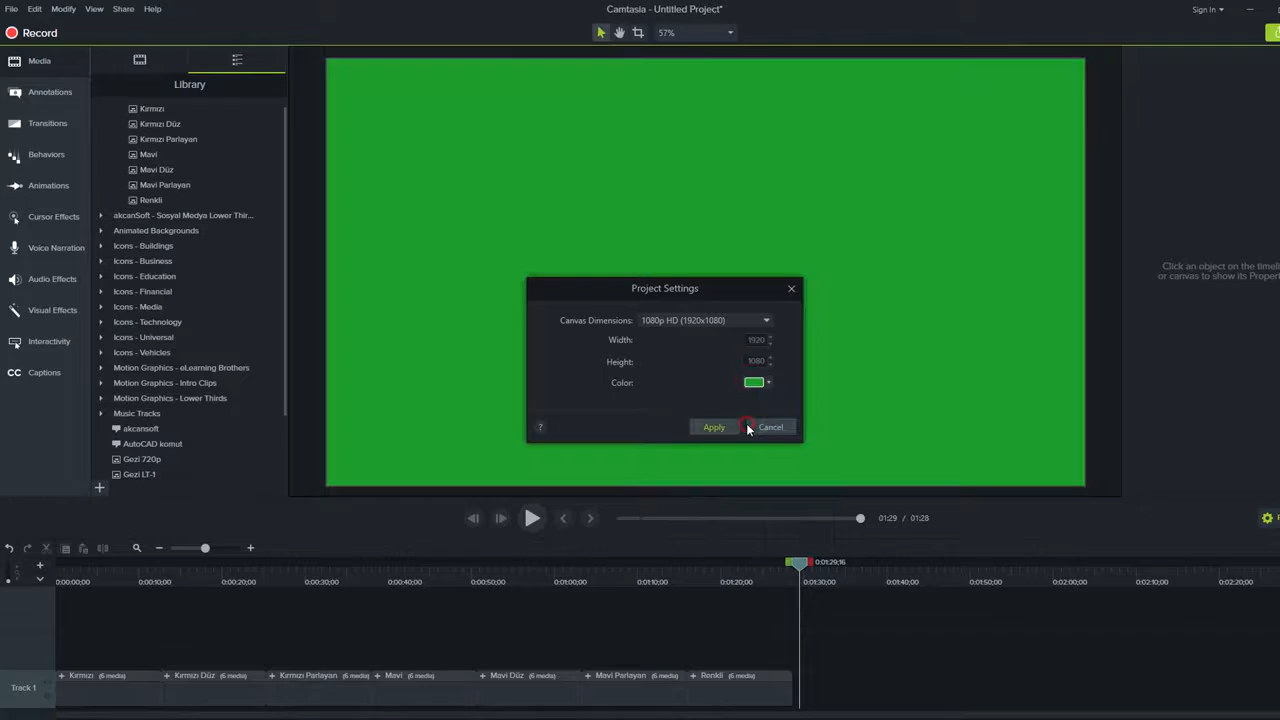 File Edit Modify View Share Help
Camtasia - Untitled Project*
Sign In
Record
57%
Media
Annotations
Transitions
Behaviors
Animations
Cursor Effects
Voice Narration
Audio Effects
Visual Effects
Interactivity
CC Captions
Library
Kırmızı
Kırmızı Düz
Kırmızı Parlayan
Mavi
Mavi Düz
Mavi Parlayan
Renkli
akcanSoft - Sosyal Medya Lower Thir...
Animated Backgrounds
Icons - Buildings
Icons - Business
Icons - Education
Icons - Financial
Icons - Media
Icons - Technology
Icons - Universal
Icons - Vehicles
Motion Graphics - eLearning Brothers
Motion Graphics - Intro Clips
Motion Graphics - Lower Thirds
Music Tracks
akcansoft
AutoCAD komut
Gezi 720p
Gezi LT-1
Project Settings
Canvas Dimensions: 1080p HD (1920x1080)
Width: 1920
Height: 1080
Color:
? Apply Cancel
Click an object on the timeli
or canvas to show its Propert
01:29 / 01:28
0:01:29;16
0:00:00;00 0:00:10;00 0:00:20;00 0:00:30;00 0:00:40;00 0:00:50;00 0:01:00;00 0:01:10;00 0:01:20;00 0:01:30;00 0:01:40;00 0:01:50;00 0:02:00;00 0:02:10;00 0:02:20;00
Track 1
+ Kırmızı (6 media) + Kırmızı Düz (6 media) + Kırmızı Parlayan (6 media) + Mavi (6 media) + Mavi Düz (6 media) + Mavi Parlayan (6 media) + Renkli (6 media)